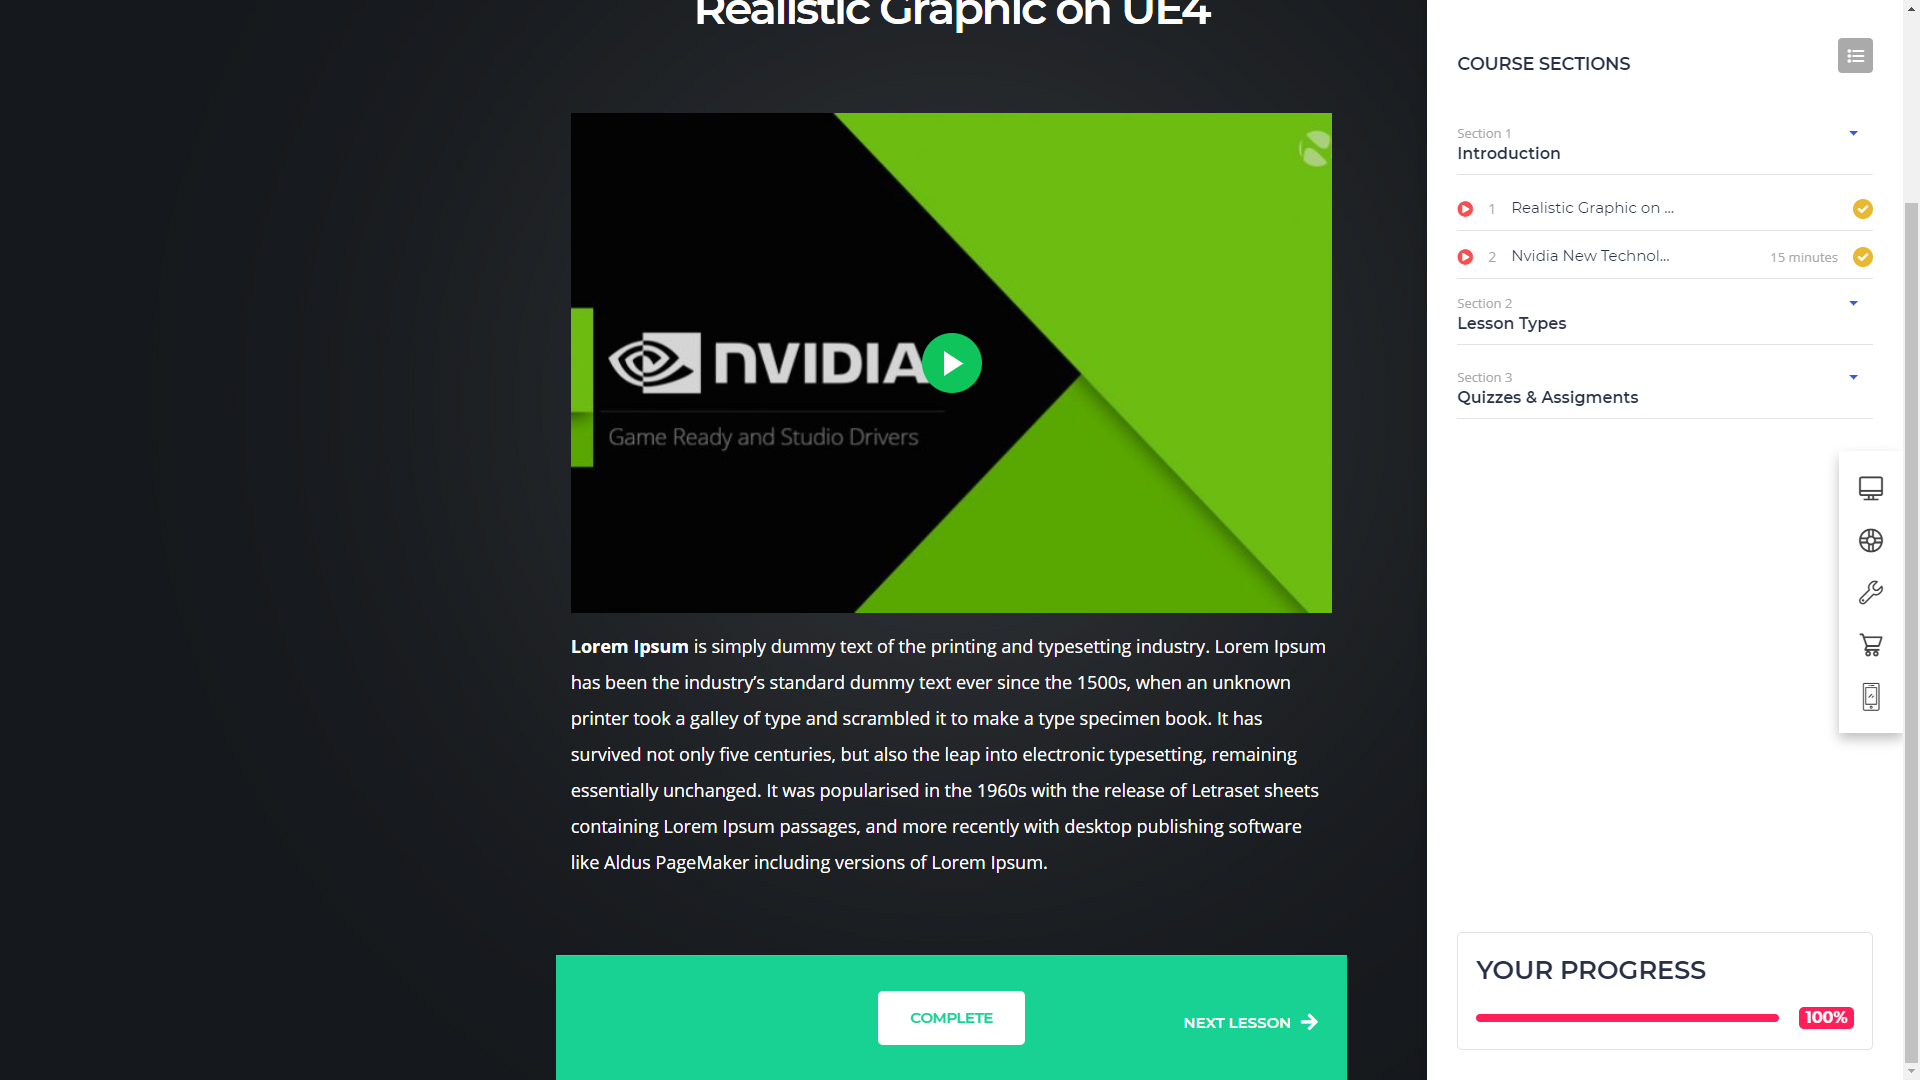 Realistic Graphic on UE4
NVIDIA
Game Ready and Studio Drivers
Lorem Ipsum is simply dummy text of the printing and typesetting industry. Lorem Ipsum
has been the industry’s standard dummy text ever since the 1500s, when an unknown
printer took a galley of type and scrambled it to make a type specimen book. It has
survived not only five centuries, but also the leap into electronic typesetting, remaining
essentially unchanged. It was popularised in the 1960s with the release of Letraset sheets
containing Lorem Ipsum passages, and more recently with desktop publishing software
like Aldus PageMaker including versions of Lorem Ipsum.
COMPLETE
NEXT LESSON
COURSE SECTIONS
Section 1
Introduction
1 Realistic Graphic on ...
2 Nvidia New Technol... 15 minutes
Section 2
Lesson Types
Section 3
Quizzes & Assigments
YOUR PROGRESS
100%